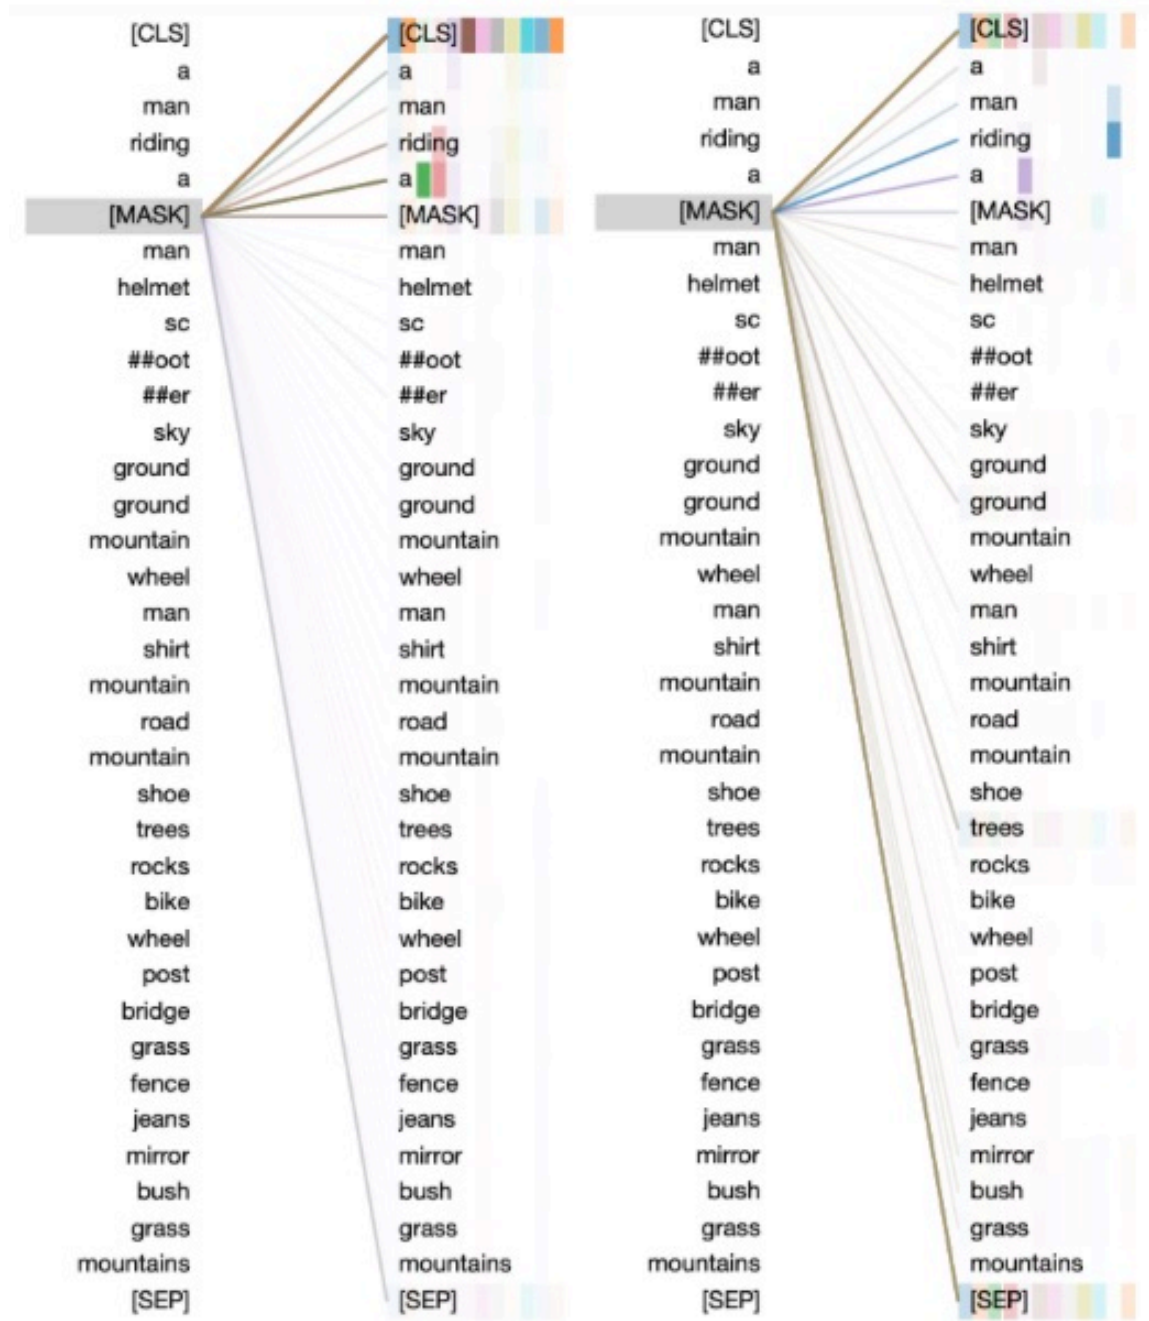 [CLS] [CLS] [CLS] [CLS]
a a a a
man man man man
riding riding riding riding
a a a a
[MASK] [MASK] [MASK] [MASK]
man man man man
helmet helmet helmet helmet
sc sc sc sc
##oot ##oot ##oot ##oot
##er ##er ##er ##er
sky sky sky sky
ground ground ground ground
ground ground ground ground
mountain mountain mountain mountain
wheel wheel wheel wheel
man man man man
shirt shirt shirt shirt
mountain mountain mountain mountain
road road road road
mountain mountain mountain mountain
shoe shoe shoe shoe
trees trees trees trees
rocks rocks rocks rocks
bike bike bike bike
wheel wheel wheel wheel
post post post post
bridge bridge bridge bridge
grass grass grass grass
fence fence fence fence
jeans jeans jeans jeans
mirror mirror mirror mirror
bush bush bush bush
grass grass grass grass
mountains mountains mountains mountains
[SEP] [SEP] [SEP] [SEP]